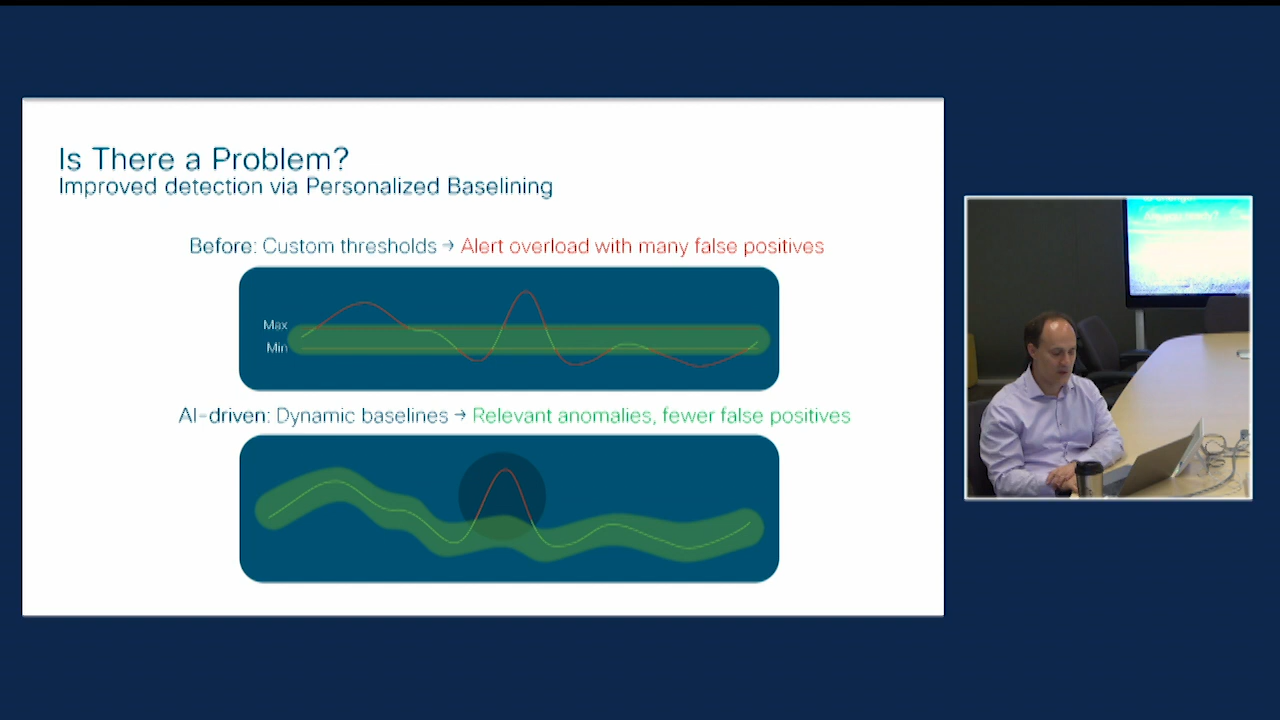 Is There a Problem?
Improved detection via Personalized Baselining
Before: Custom thresholds → Alert overload with many false positives
Max
Min
AI-driven: Dynamic baselines → Relevant anomalies, fewer false positives